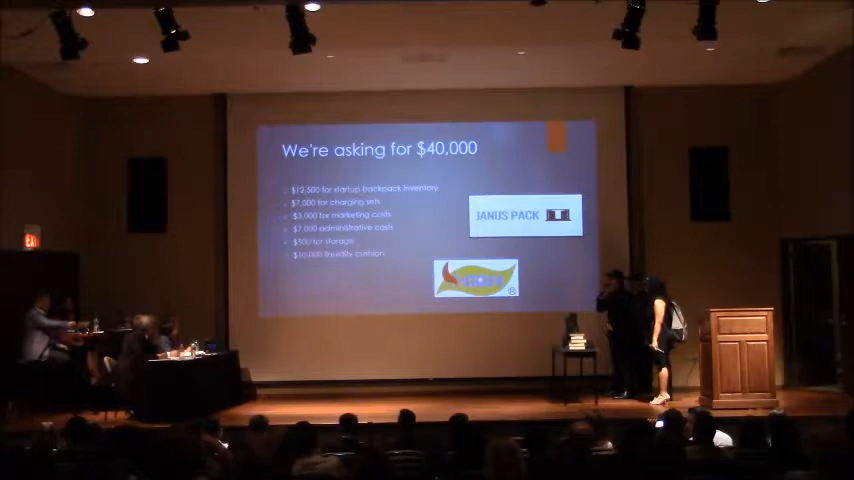 We're asking for $40,000
$12,500 for startup backpack inventory
$7,000 for charging sets
$3,000 for marketing costs
$7,000 administrative costs
$500 for storage
$10,000 liquidity cushion
JANUS PACK
®
EXIT